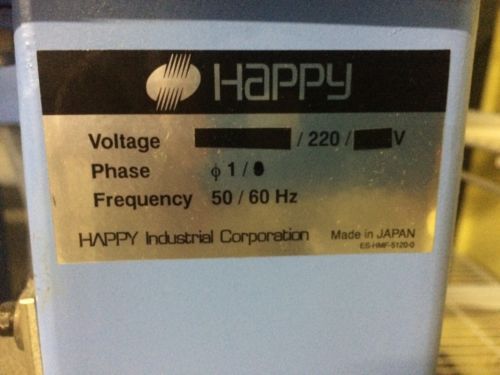 Happy
Voltage / 220 / V
Phase φ 1 /
Frequency 50 / 60 Hz
HAPPY Industrial Corporation Made in JAPAN
ES-HMF-5120-0